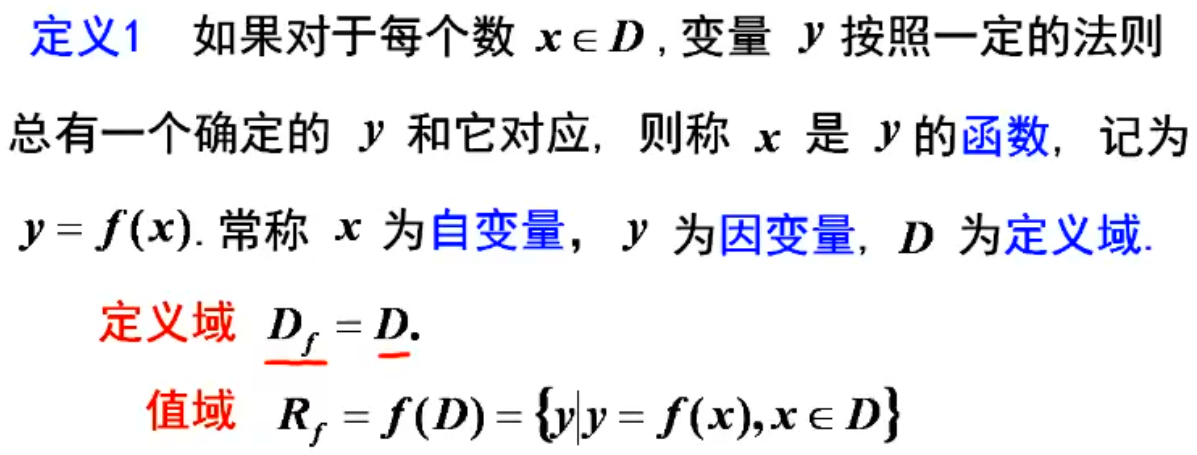 定义1 如果对于每个数 x∈D , 变量 y 按照一定的法则
总有一个确定的 y 和它对应, 则称 x 是 y 的函数, 记为
y = f(x). 常称 x 为自变量, y 为因变量, D 为定义域.
定义域 D_f = D.
值域 R_f = f(D) = {y|y = f(x), x∈D}